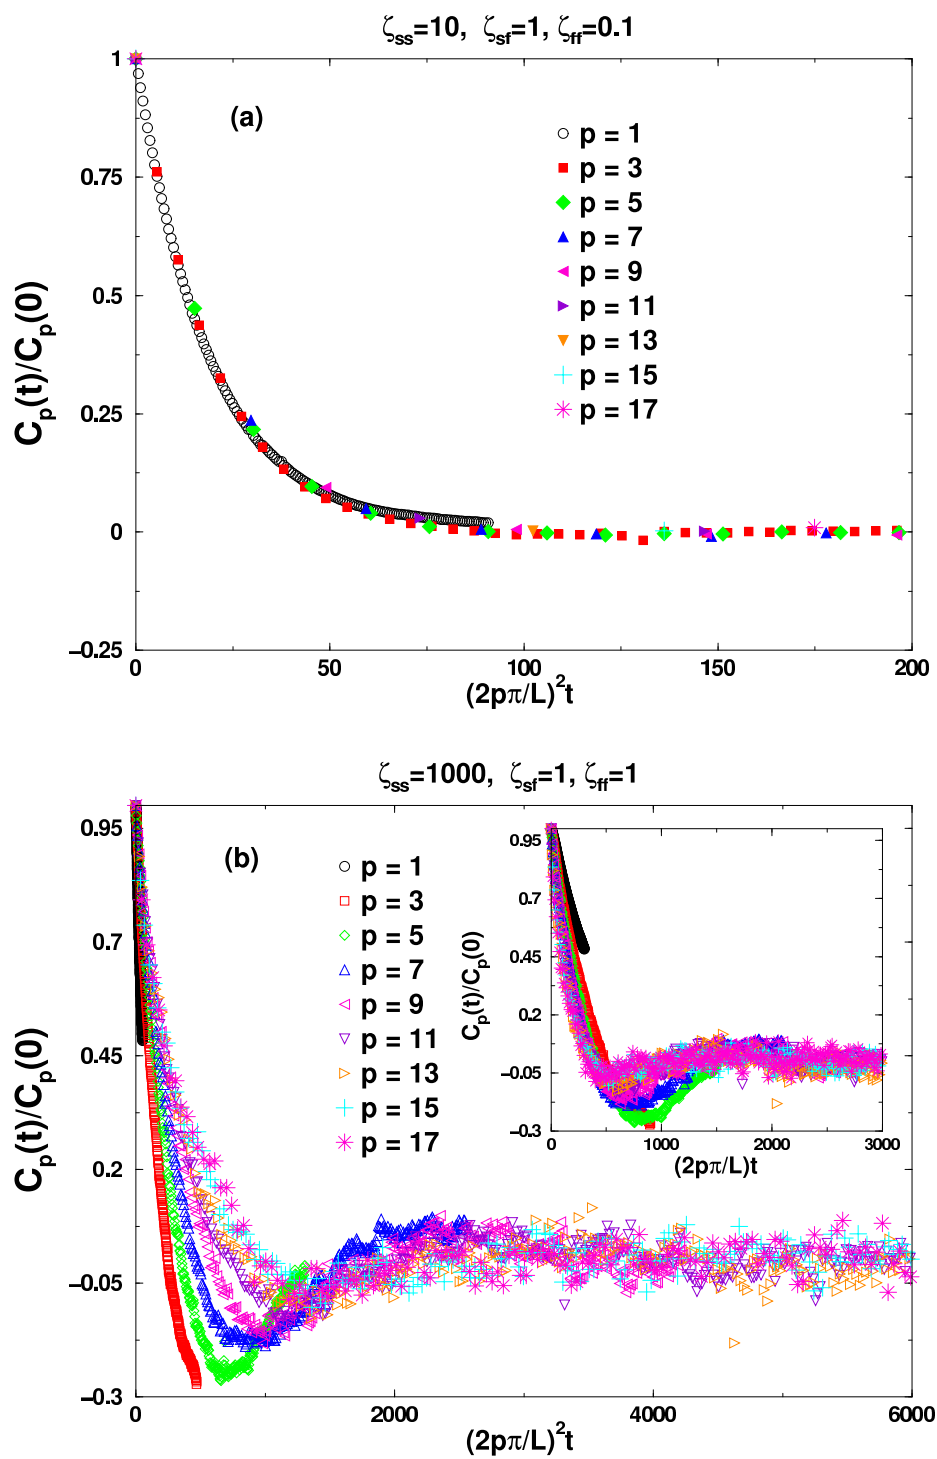 ζss=10, ζsf=1, ζff=0.1
(a)
1
0.75
0.5
0.25
0
−0.25
Cp(t)/Cp(0)
p = 1
p = 3
p = 5
p = 7
p = 9
p = 11
p = 13
p = 15
p = 17
0 50 100 150 200
(2pπ/L)²t
ζss=1000, ζsf=1, ζff=1
(b)
0.95
0.7
0.45
0.2
−0.05
−0.3
Cp(t)/Cp(0)
p = 1
p = 3
p = 5
p = 7
p = 9
p = 11
p = 13
p = 15
p = 17
0.95
0.7
0.45
0.2
−0.05
−0.3
Cp(t)/Cp(0)
0 900 2000 3000
(2pπ/L)t
0 2000 4000 6000
(2pπ/L)²t